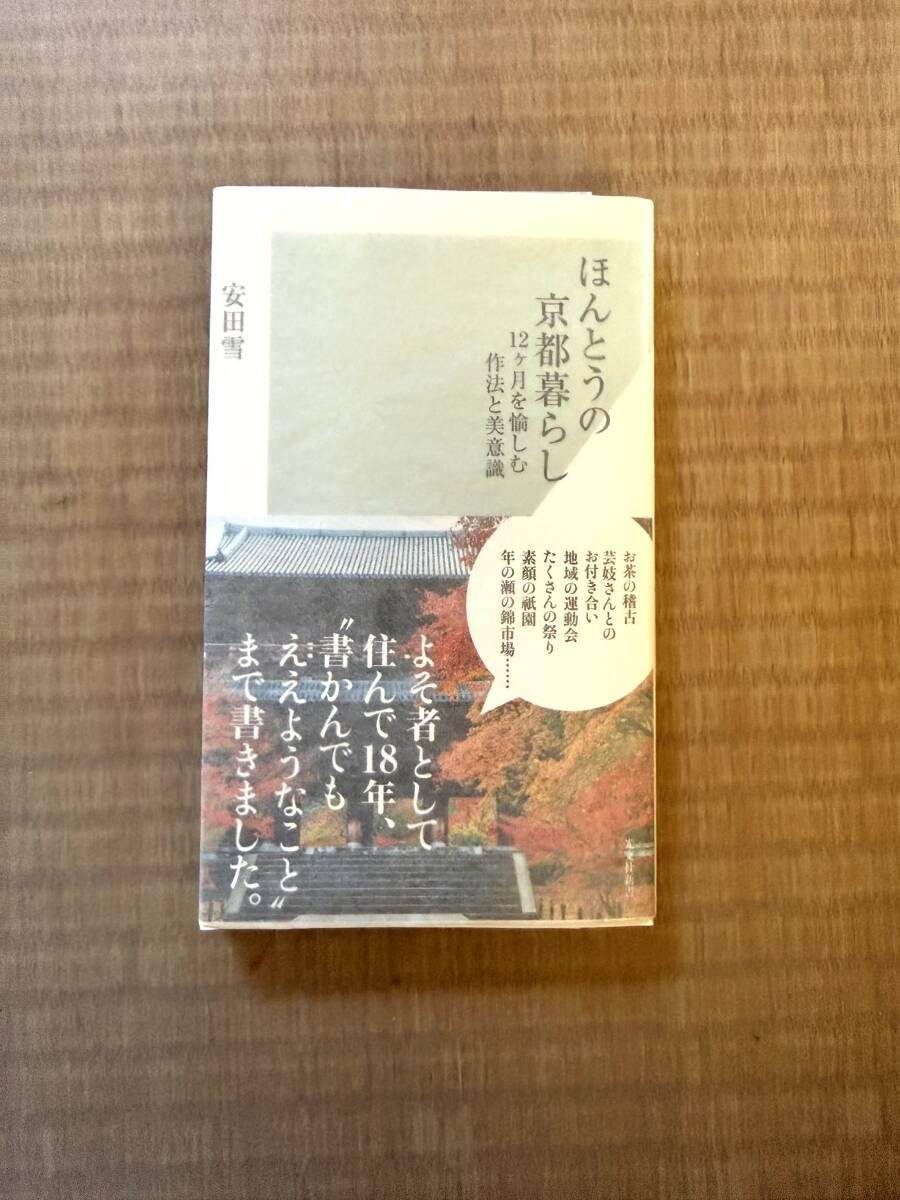 ほんとうの
京都暮らし
12ヶ月を愉しむ
作法と美意識
安田雪
お茶の稽古
芸妓さんとの
お付き合い
地域の運動会
たくさんの祭り
素顔の祇園
年の瀬の錦市場……
よそ者として
住んで18年、
〝書かんでも
ええようなこと〟
まで書きました。
光文社新書